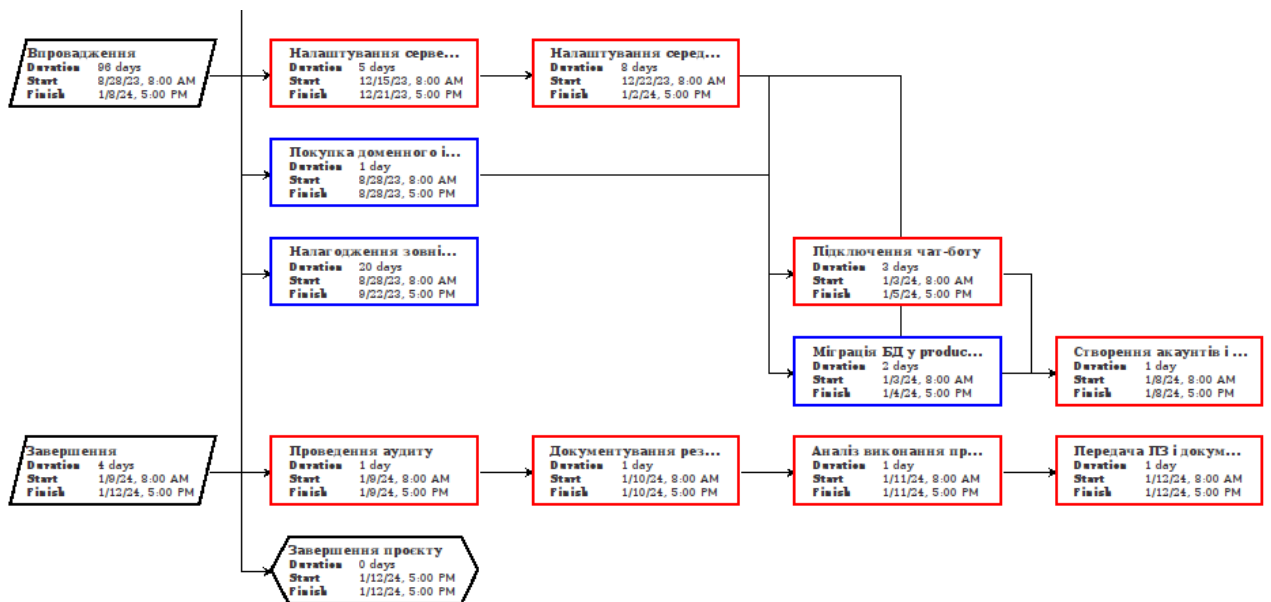 Впровадження
Duration 96 days
Start 8/28/23, 8:00 AM
Finish 1/8/24, 5:00 PM
Налаштування серве...
Duration 5 days
Start 12/15/23, 8:00 AM
Finish 12/21/23, 5:00 PM
Налаштування серед...
Duration 8 days
Start 12/22/23, 8:00 AM
Finish 1/2/24, 5:00 PM
Покупка доменного і...
Duration 1 day
Start 8/28/23, 8:00 AM
Finish 8/28/23, 5:00 PM
Налагодження зовні...
Duration 20 days
Start 8/28/23, 8:00 AM
Finish 9/22/23, 5:00 PM
Підключення чат-боту
Duration 3 days
Start 1/3/24, 8:00 AM
Finish 1/5/24, 5:00 PM
Міграція БД у produc...
Duration 2 days
Start 1/3/24, 8:00 AM
Finish 1/4/24, 5:00 PM
Створення акаунтів і ...
Duration 1 day
Start 1/8/24, 8:00 AM
Finish 1/8/24, 5:00 PM
Завершення
Duration 4 days
Start 1/9/24, 8:00 AM
Finish 1/12/24, 5:00 PM
Проведення аудиту
Duration 1 day
Start 1/9/24, 8:00 AM
Finish 1/9/24, 5:00 PM
Документування рез...
Duration 1 day
Start 1/10/24, 8:00 AM
Finish 1/10/24, 5:00 PM
Аналіз виконання пр...
Duration 1 day
Start 1/11/24, 8:00 AM
Finish 1/11/24, 5:00 PM
Передача ПЗ і докум...
Duration 1 day
Start 1/12/24, 8:00 AM
Finish 1/12/24, 5:00 PM
Завершення проєкту
Duration 0 days
Start 1/12/24, 5:00 PM
Finish 1/12/24, 5:00 PM